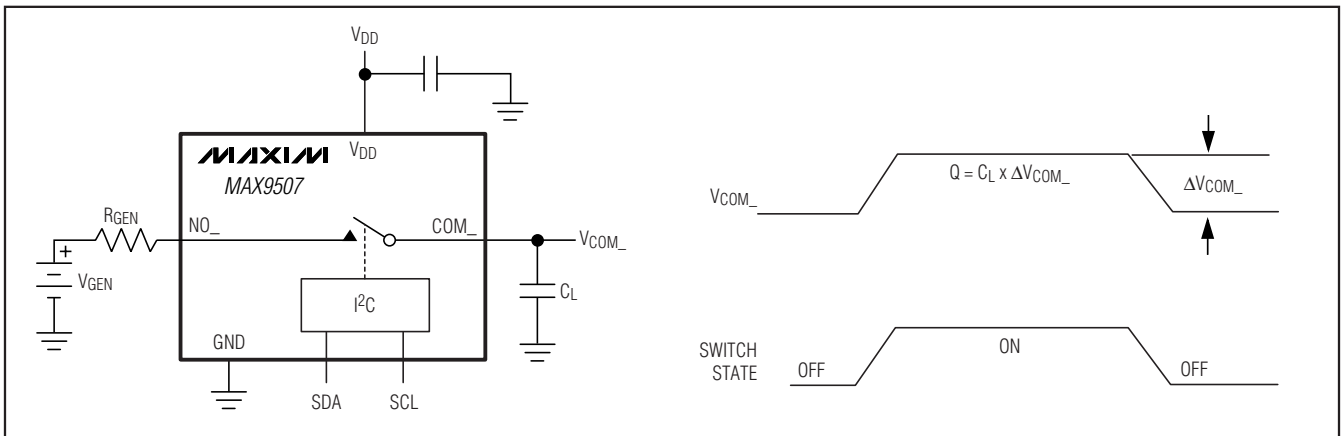 VDD
VDD
MAXIM
MAX9507
RGEN
NO_
COM_
VCOM_
+
VGEN
I2C
CL
GND
SDA
SCL
VCOM_
Q = CL x ΔVCOM_
ΔVCOM_
SWITCH
STATE
OFF
ON
OFF